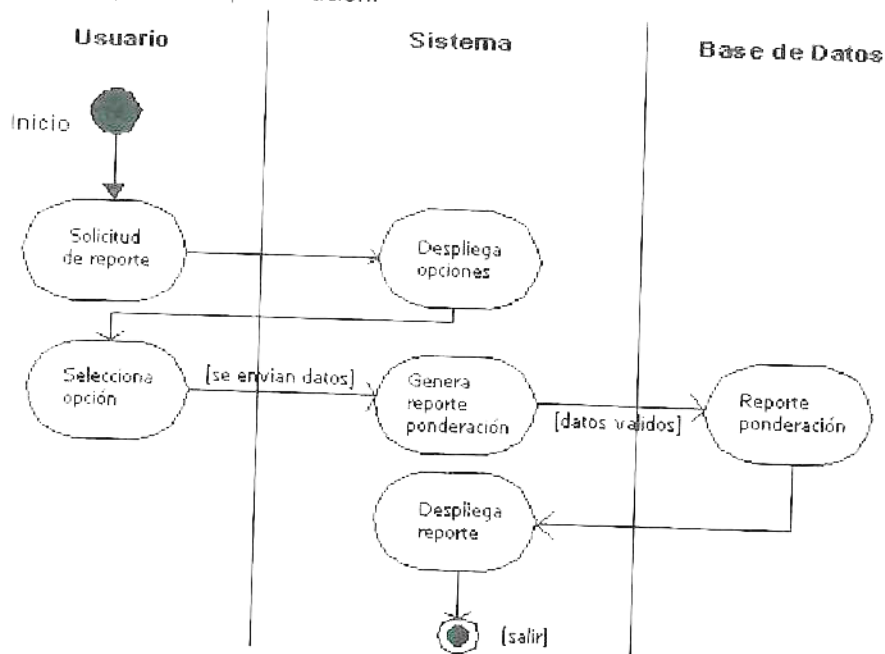 Usuario
Sistema
Base de Datos
Inicio
Solicitud
de reporte
Despliega
opciones
Selecciona
opción
[se envian datos]
Genera
reporte
ponderación
[datos validos]
Reporte
ponderación
Despliega
reporte
[salir]